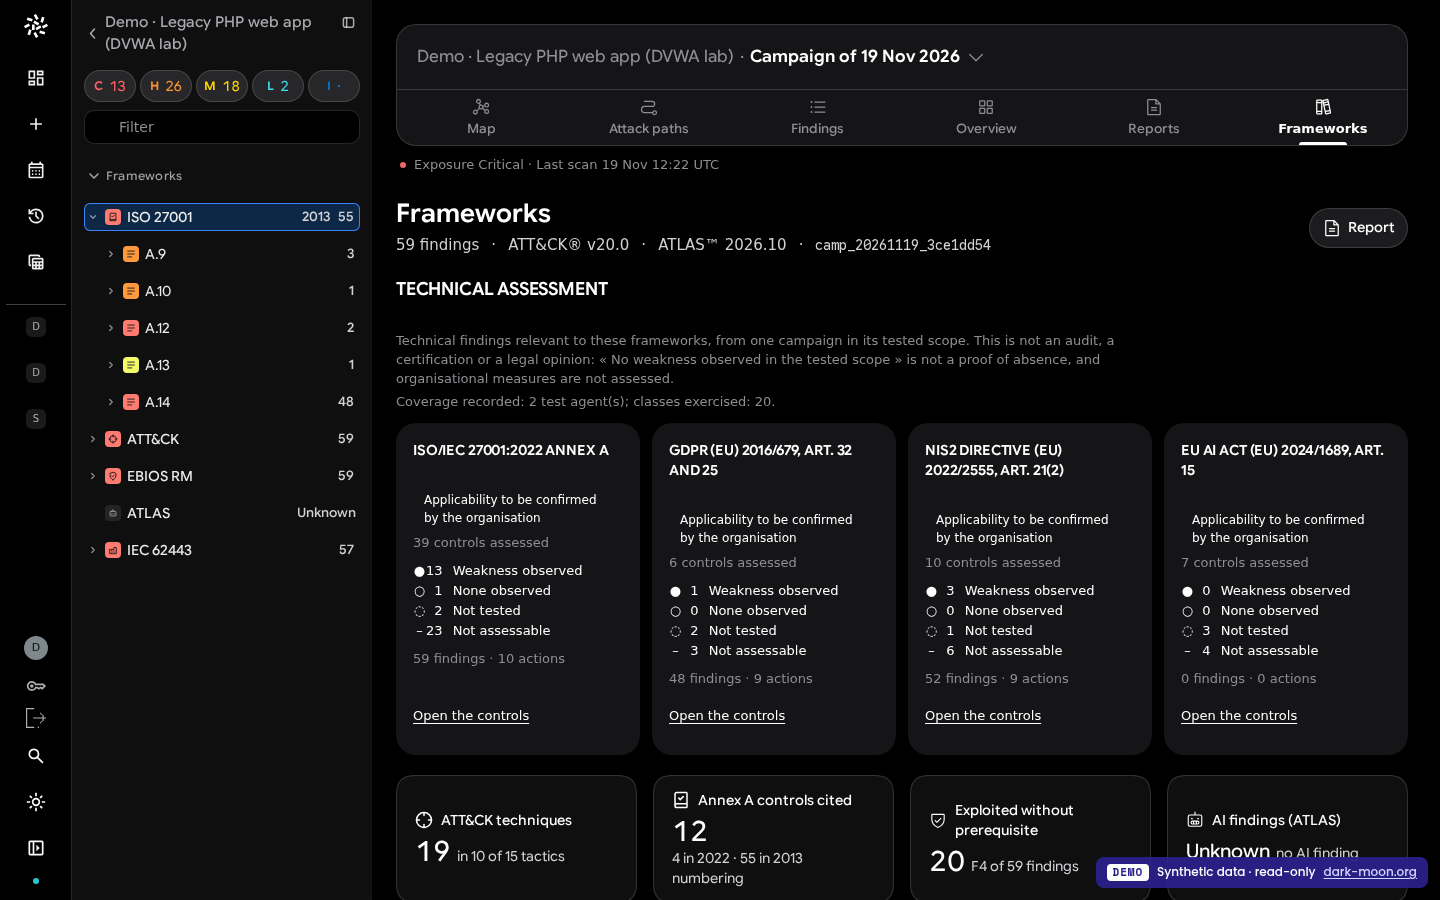 Demo · Legacy PHP web app
(DVWA lab)
C 13
H 26
M 18
L 2
I ·
Filter
Frameworks
ISO 27001 2013 55
A.9 3
A.10 1
A.12 2
A.13 1
A.14 48
ATT&CK 59
EBIOS RM 59
ATLAS Unknown
IEC 62443 57
D
D
S
D
Demo · Legacy PHP web app (DVWA lab) · Campaign of 19 Nov 2026
Map
Attack paths
Findings
Overview
Reports
Frameworks
Exposure Critical · Last scan 19 Nov 12:22 UTC
Frameworks
59 findings · ATT&CK® v20.0 · ATLAS™ 2026.10 · camp_20261119_3ce1dd54
Report
TECHNICAL ASSESSMENT
Technical findings relevant to these frameworks, from one campaign in its tested scope. This is not an audit, a
certification or a legal opinion: « No weakness observed in the tested scope » is not a proof of absence, and
organisational measures are not assessed.
Coverage recorded: 2 test agent(s); classes exercised: 20.
ISO/IEC 27001:2022 ANNEX A
Applicability to be confirmed
by the organisation
39 controls assessed
13 Weakness observed
1 None observed
2 Not tested
– 23 Not assessable
59 findings · 10 actions
Open the controls
GDPR (EU) 2016/679, ART. 32
AND 25
Applicability to be confirmed
by the organisation
6 controls assessed
1 Weakness observed
0 None observed
2 Not tested
– 3 Not assessable
48 findings · 9 actions
Open the controls
NIS2 DIRECTIVE (EU)
2022/2555, ART. 21(2)
Applicability to be confirmed
by the organisation
10 controls assessed
3 Weakness observed
0 None observed
1 Not tested
– 6 Not assessable
52 findings · 9 actions
Open the controls
EU AI ACT (EU) 2024/1689, ART.
15
Applicability to be confirmed
by the organisation
7 controls assessed
0 Weakness observed
0 None observed
3 Not tested
– 4 Not assessable
0 findings · 0 actions
Open the controls
ATT&CK techniques
19 in 10 of 15 tactics
Annex A controls cited
12
4 in 2022 · 55 in 2013
numbering
Exploited without
prerequisite
20 F4 of 59 findings
AI findings (ATLAS)
Unknown no AI finding
DEMO Synthetic data · read-only dark-moon.org